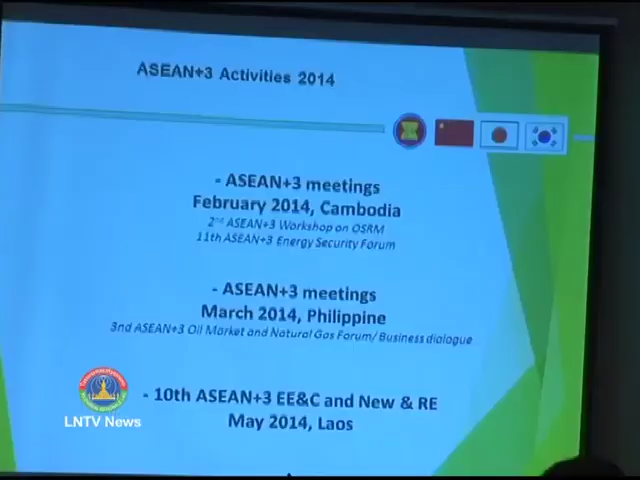 ASEAN+3 Activities 2014
- ASEAN+3 meetings
February 2014, Cambodia
2nd ASEAN+3 Workshop on OSRM
11th ASEAN+3 Energy Security Forum
- ASEAN+3 meetings
March 2014, Philippine
3nd ASEAN+3 Oil Market and Natural Gas Forum/ Business dialogue
- 10th ASEAN+3 EE&C and New & RE
May 2014, Laos
LNTV News